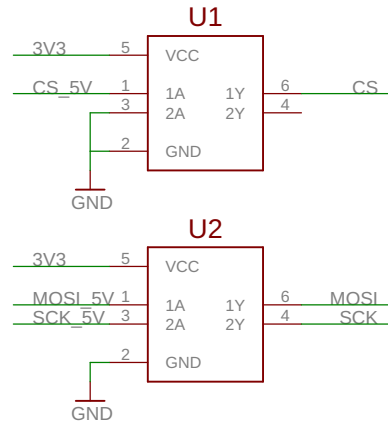 U1
3V3 5 VCC
CS_5V 1 1A 1Y 6 CS
3 2A 2Y 4
2 GND
GND
U2
3V3 5 VCC
MOSI_5V 1 1A 1Y 6 MOSI
SCK_5V 3 2A 2Y 4 SCK
2 GND
GND